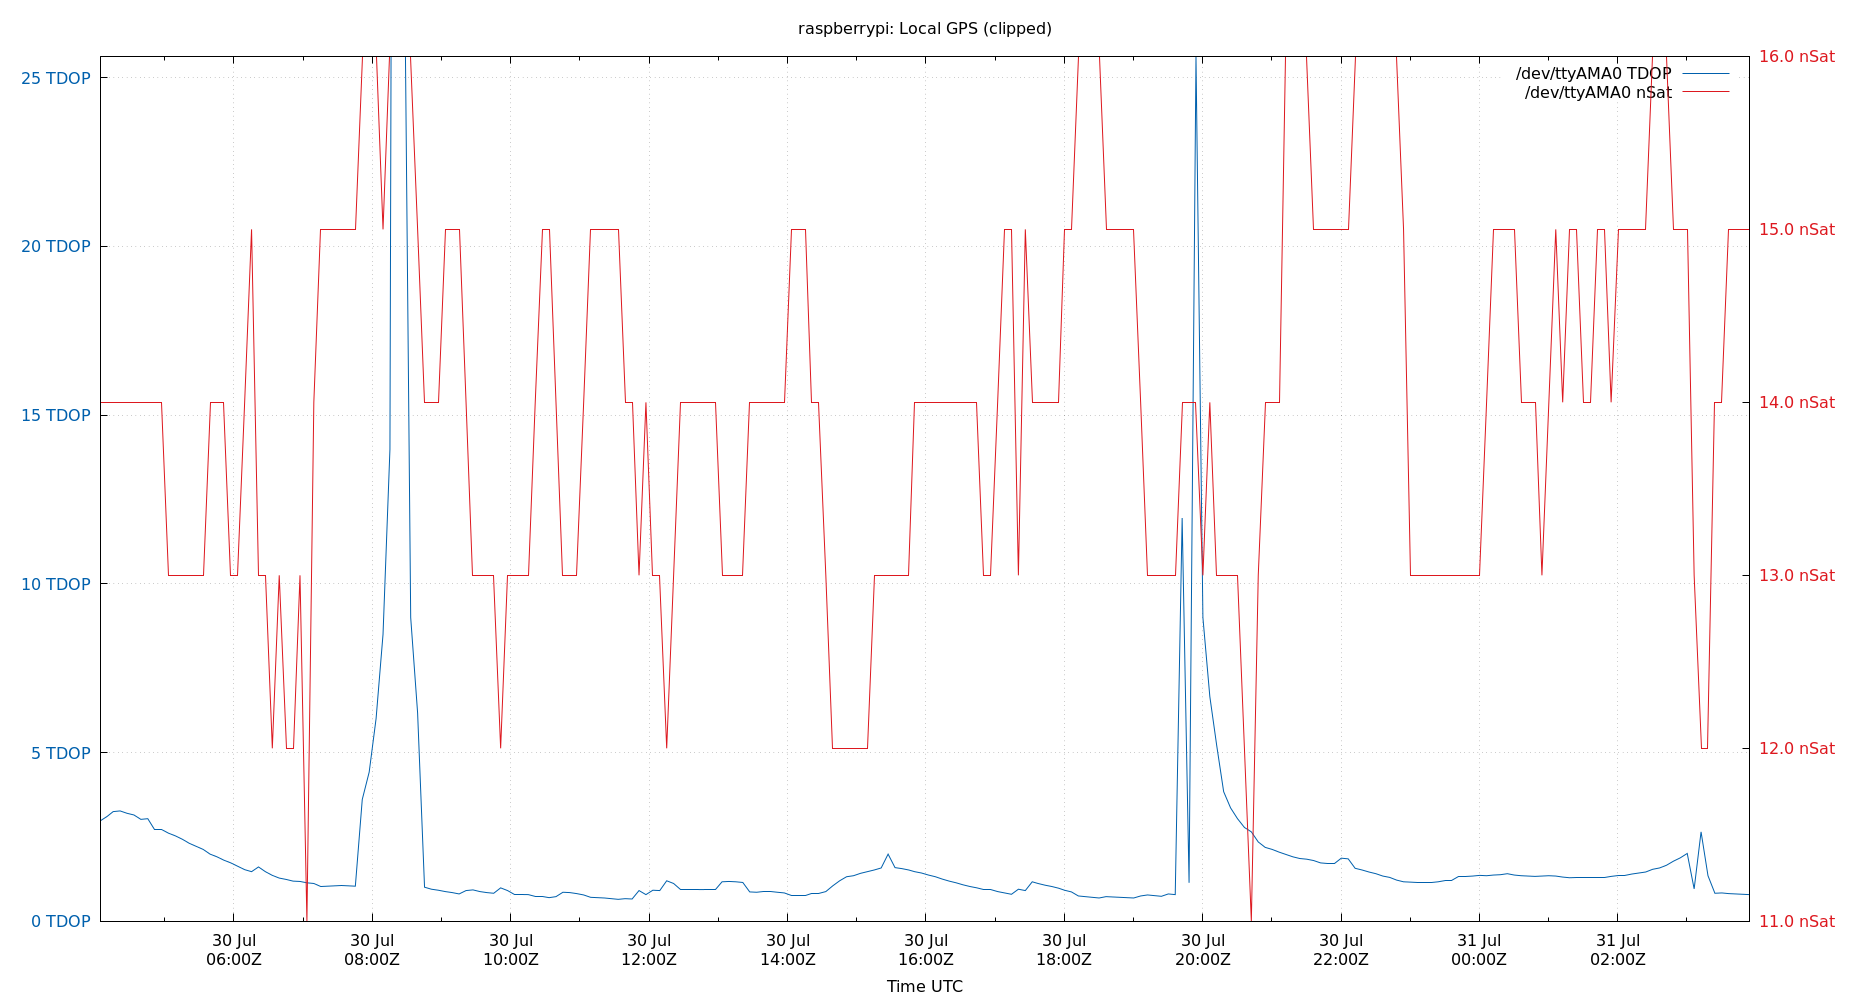 raspberrypi: Local GPS (clipped)
25 TDOP
20 TDOP
15 TDOP
10 TDOP
5 TDOP
0 TDOP
16.0 nSat
15.0 nSat
14.0 nSat
13.0 nSat
12.0 nSat
11.0 nSat
/dev/ttyAMA0 TDOP
/dev/ttyAMA0 nSat
30 Jul
06:00Z
30 Jul
08:00Z
30 Jul
10:00Z
30 Jul
12:00Z
30 Jul
14:00Z
30 Jul
16:00Z
30 Jul
18:00Z
30 Jul
20:00Z
30 Jul
22:00Z
31 Jul
00:00Z
31 Jul
02:00Z
Time UTC